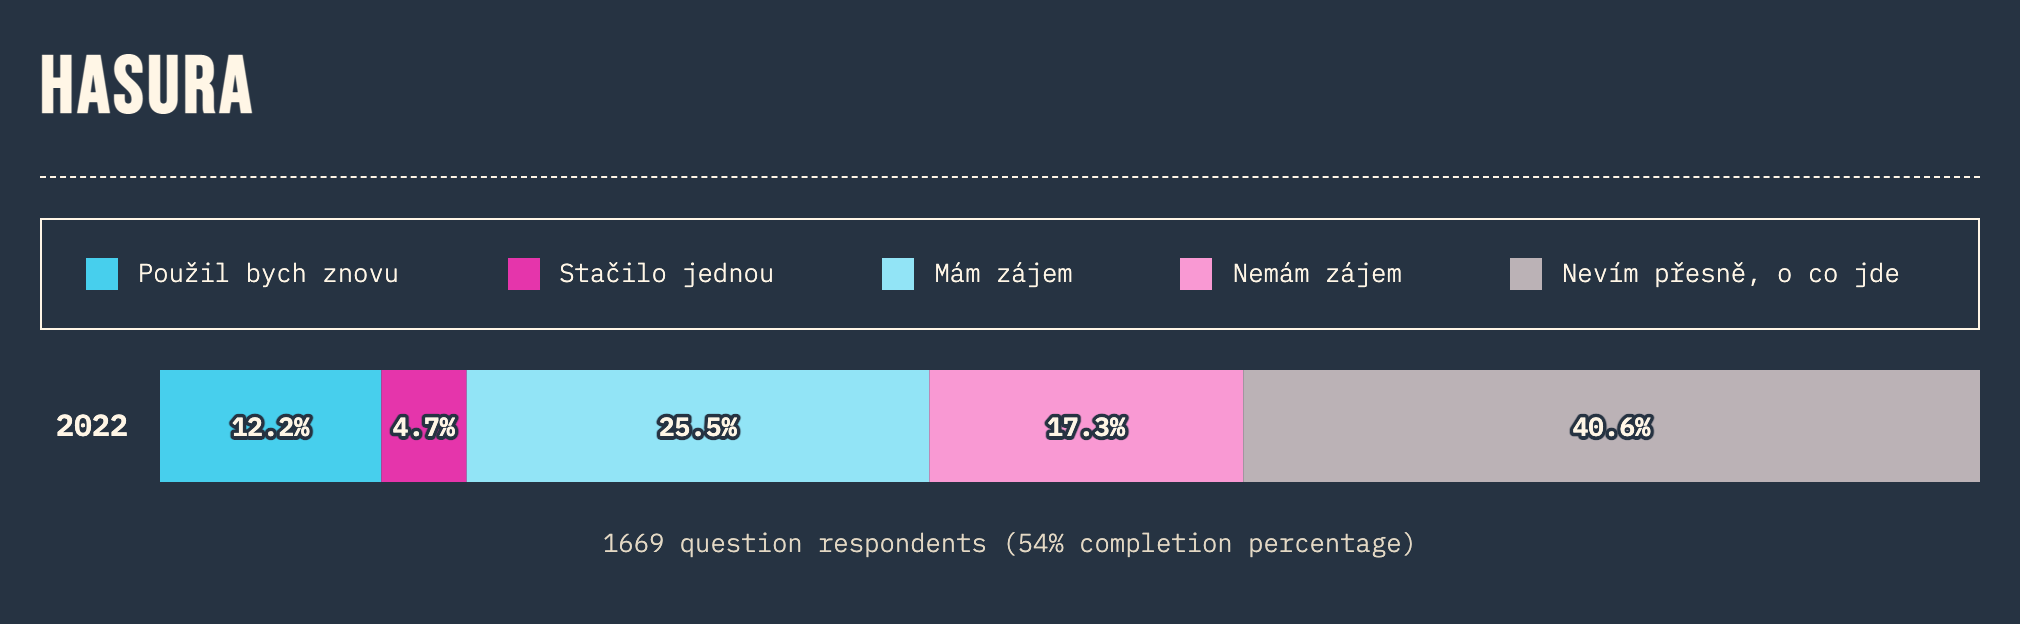 HASURA
Použil bych znovu Stačilo jednou Mám zájem Nemám zájem Nevím přesně, o co jde
2022 12.2% 4.7% 25.5% 17.3% 40.6%
1669 question respondents (54% completion percentage)